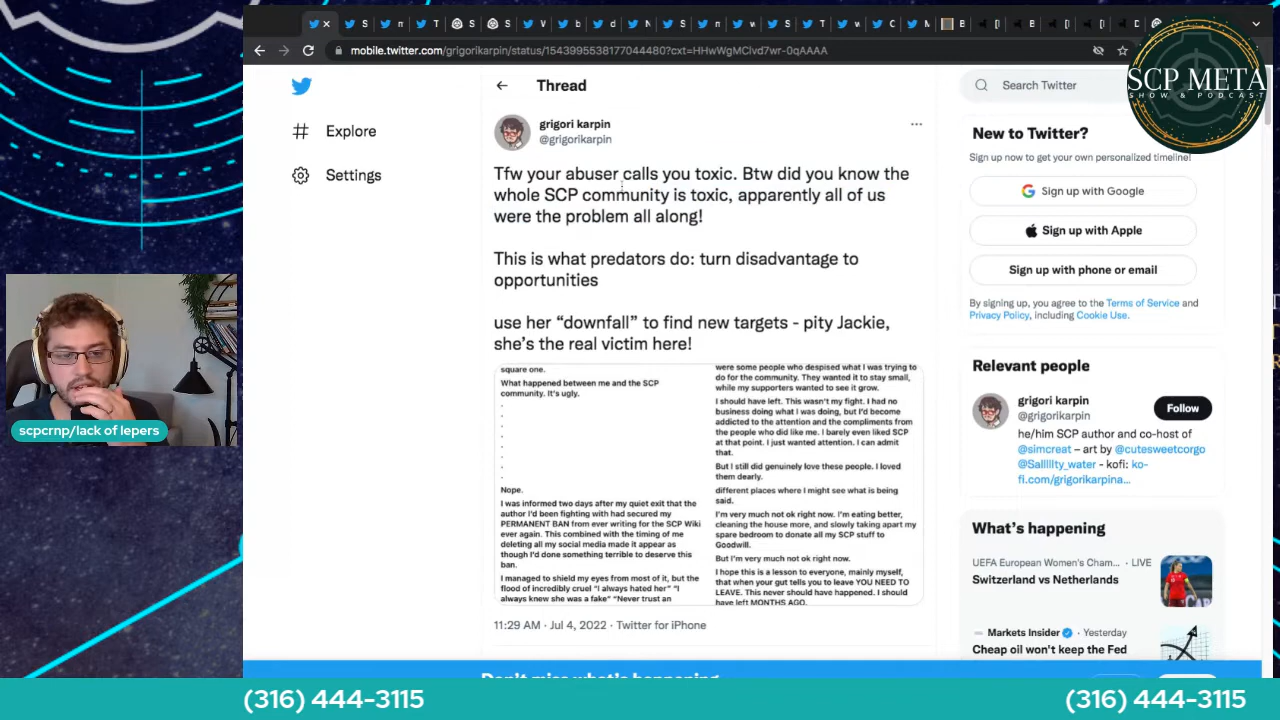 mobile.twitter.com/grigorikarpin/status/1543995538177044480?cxt=HHwWgMClvd7wr-0qAAAA
SCP META
SHOW & PODCAST
Explore
Settings
Thread
grigori karpin
@grigorikarpin
Tfw your abuser calls you toxic. Btw did you know the
whole SCP community is toxic, apparently all of us
were the problem all along!
This is what predators do: turn disadvantage to
opportunities
use her “downfall” to find new targets - pity Jackie,
she’s the real victim here!
square one.
What happened between me and the SCP
community. It's ugly.
.
.
.
.
.
.
.
.
Nope.
I was informed two days after my quiet exit that the
author I'd been fighting with had secured my
PERMANENT BAN from ever writing for the SCP Wiki
ever again. This combined with the timing of me
deleting all my social media made it appear as
though I'd done something terrible to deserve this
ban.
I managed to shield my eyes from most of it, but the
flood of incredibly cruel “I always hated her” “I
always knew she was a fake” “Never trust an
were some people who despised what I was trying to
do for the community. They wanted it to stay small,
while my supporters wanted to see it grow.
I should have left. This wasn't my fight. I had no
business doing what I was doing, but I'd become
addicted to the attention and the compliments from
the people who did like me. I barely even liked SCP
at that point. I just wanted attention. I can admit
that.
But I still did genuinely love these people. I loved
them dearly.
different places where I might see what is being
said.
I'm very much not ok right now. I'm eating better,
cleaning the house more, and slowly taking apart my
spare bedroom to donate all my SCP stuff to
Goodwill.
But I'm very much not ok right now.
I hope this is a lesson to everyone, mainly myself,
that when your gut tells you to leave YOU NEED TO
LEAVE. This never should have happened. I should
have left MONTHS AGO.
11:29 AM · Jul 4, 2022 · Twitter for iPhone
Search Twitter
New to Twitter?
Sign up now to get your own personalized timeline!
Sign up with Google
Sign up with Apple
Sign up with phone or email
By signing up, you agree to the Terms of Service and
Privacy Policy, including Cookie Use.
Relevant people
grigori karpin
@grigorikarpin
Follow
he/him SCP author and co-host of
@simcreat – art by @cutesweetcorgo
@Salllllty_water - kofi: ko-
fi.com/grigorikarpina…
What’s happening
UEFA European Women's Cham... · LIVE
Switzerland vs Netherlands
Markets Insider · Yesterday
Cheap oil won't keep the Fed
Don't miss what's happening
scpcrnp/lack of lepers
(316) 444-3115
(316) 444-3115